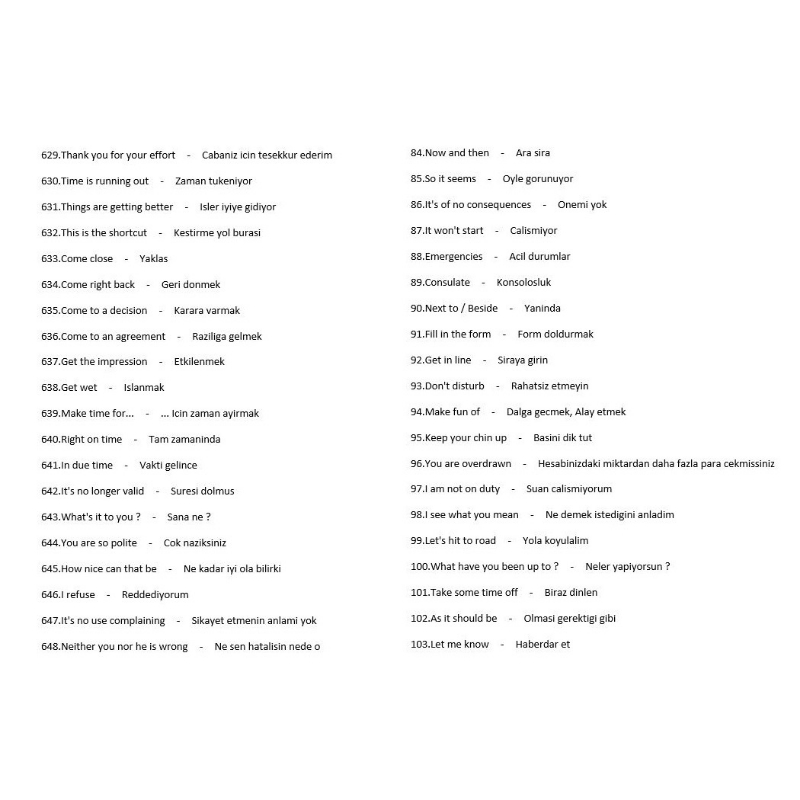 629.Thank you for your effort - Cabaniz icin tesekkur ederim
630.Time is running out - Zaman tukeniyor
631.Things are getting better - Isler iyiye gidiyor
632.This is the shortcut - Kestirme yol burasi
633.Come close - Yaklas
634.Come right back - Geri donmek
635.Come to a decision - Karara varmak
636.Come to an agreement - Raziliga gelmek
637.Get the impression - Etkilenmek
638.Get wet - Islanmak
639.Make time for... - ... Icin zaman ayirmak
640.Right on time - Tam zamaninda
641.In due time - Vakti gelince
642.It's no longer valid - Suresi dolmus
643.What's it to you ? - Sana ne ?
644.You are so polite - Cok naziksiniz
645.How nice can that be - Ne kadar iyi ola bilirki
646.I refuse - Reddediyorum
647.It's no use complaining - Sikayet etmenin anlami yok
648.Neither you nor he is wrong - Ne sen hatalisin nede o
84.Now and then - Ara sira
85.So it seems - Oyle gorunuyor
86.It's of no consequences - Onemi yok
87.It won't start - Calismiyor
88.Emergencies - Acil durumlar
89.Consulate - Konsolosluk
90.Next to / Beside - Yaninda
91.Fill in the form - Form doldurmak
92.Get in line - Siraya girin
93.Don't disturb - Rahatsiz etmeyin
94.Make fun of - Dalga gecmek, Alay etmek
95.Keep your chin up - Basini dik tut
96.You are overdrawn - Hesabinizdaki miktardan daha fazla para cekmissiniz
97.I am not on duty - Suan calismiyorum
98.I see what you mean - Ne demek istedigini anladim
99.Let's hit to road - Yola koyulalim
100.What have you been up to ? - Neler yapiyorsun ?
101.Take some time off - Biraz dinlen
102.As it should be - Olmasi gerektigi gibi
103.Let me know - Haberdar et